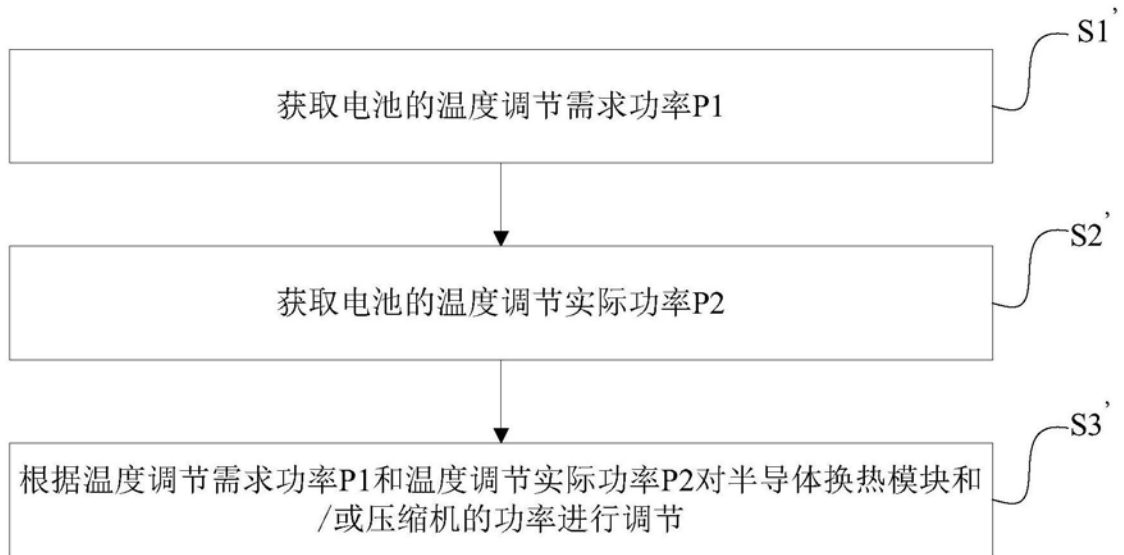 S1’
获取电池的温度调节需求功率P1
S2’
获取电池的温度调节实际功率P2
S3’
根据温度调节需求功率P1和温度调节实际功率P2对半导体换热模块和
/或压缩机的功率进行调节